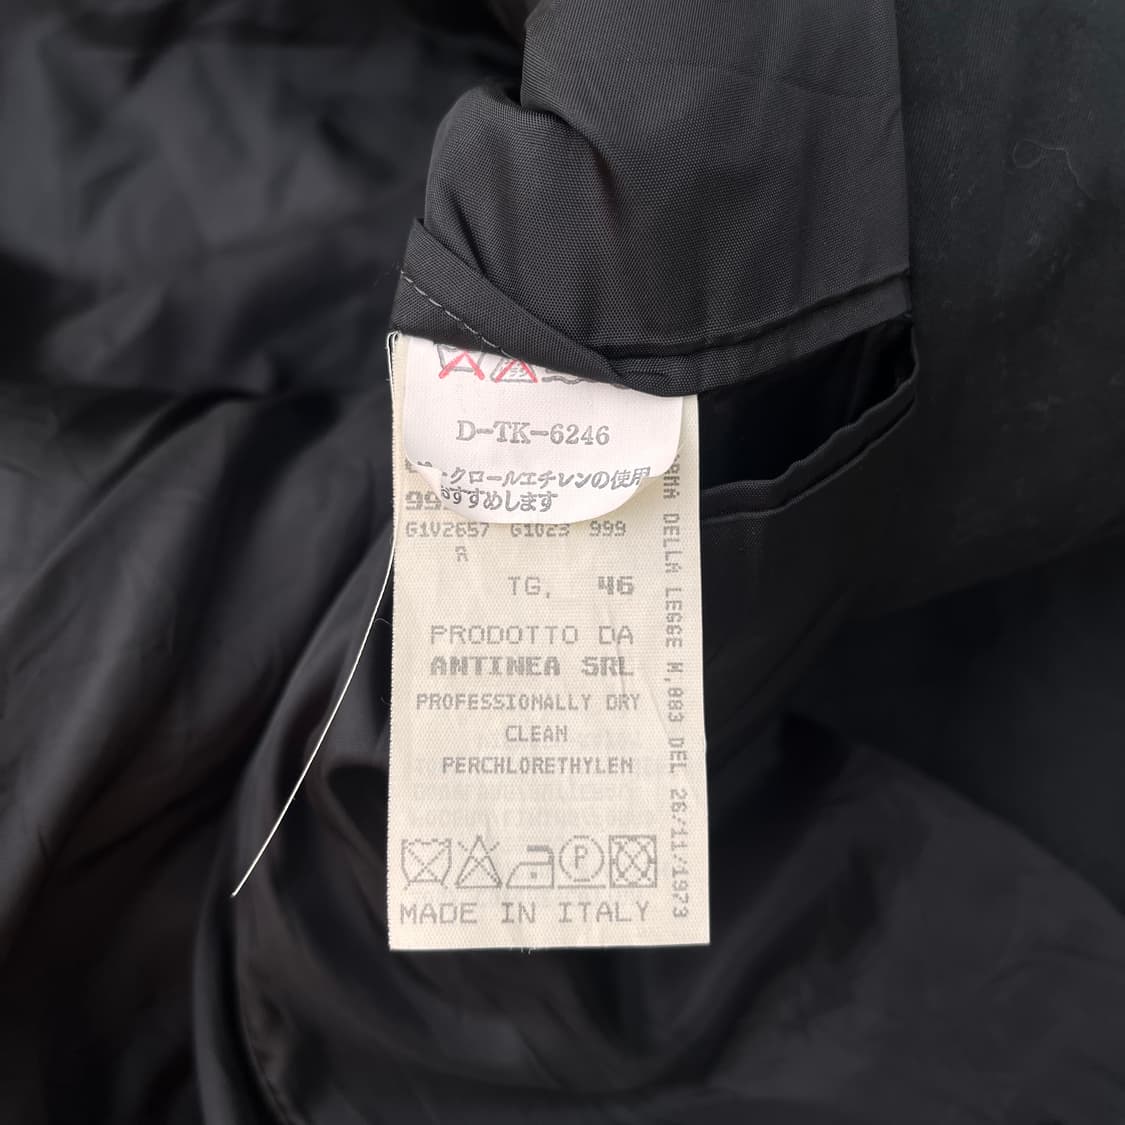 D-TK-6246
クロールエチレンの使用
おすすめします
G1V2657 G1023 999
R
TG, 46
PRODOTTO DA
ANTINEA SRL
PROFESSIONALLY DRY
CLEAN
PERCHLORETHYLEN
P
MADE IN ITALY
DELLA LEGGE N,883 DEL 26/11/1973